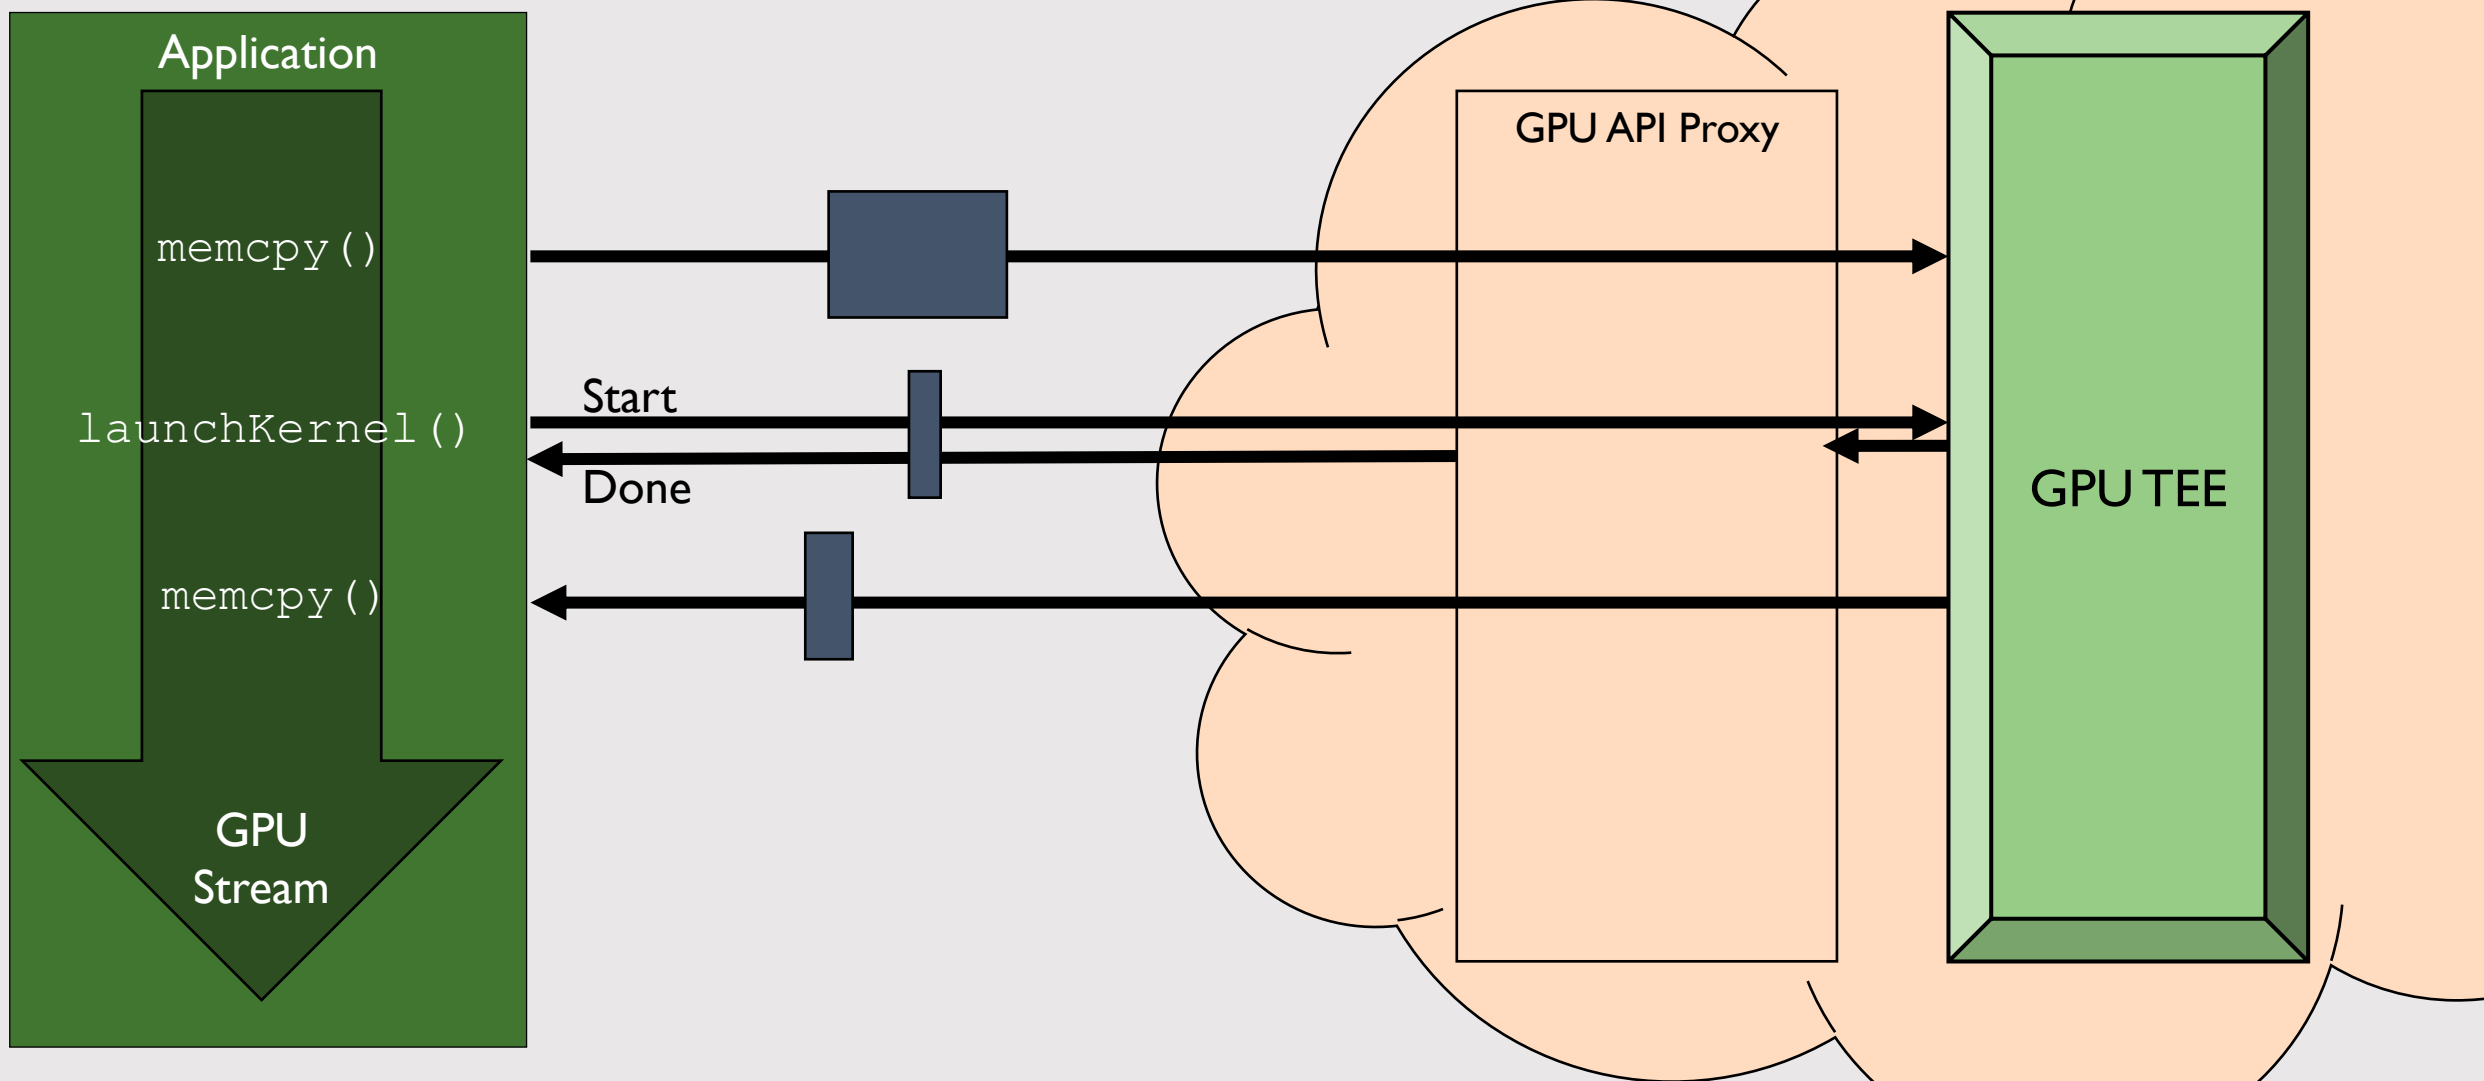 Application
GPU API Proxy
memcpy()
Start
launchKernel()
Done
GPU TEE
memcpy()
GPU
Stream